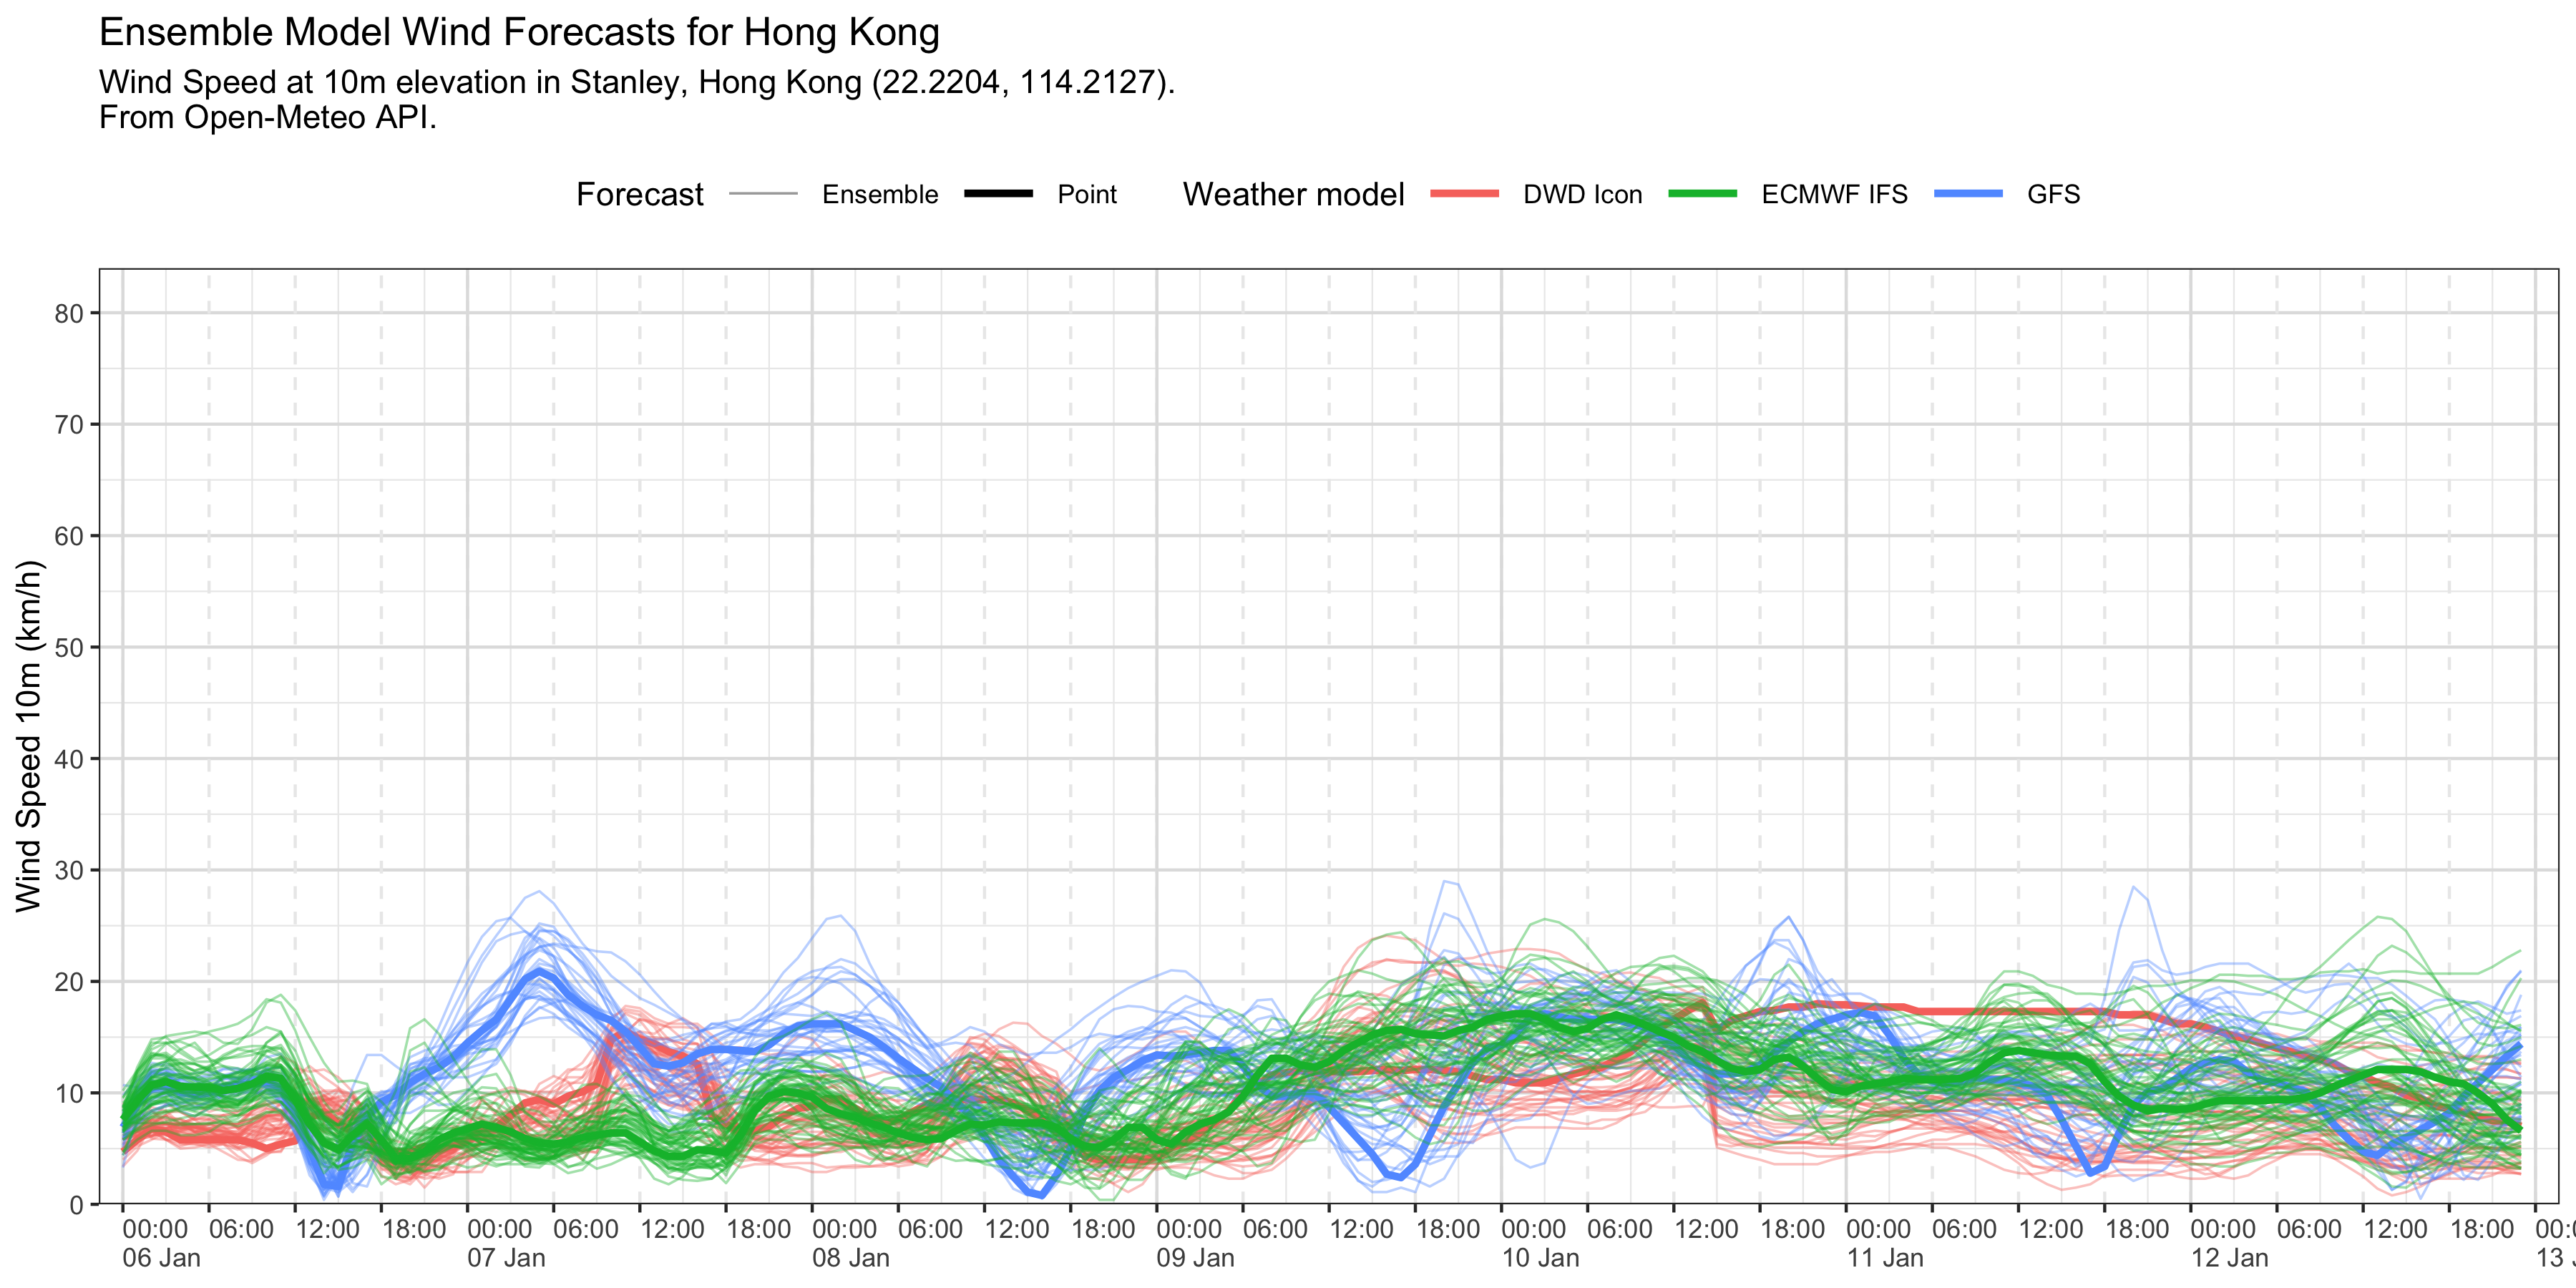 Ensemble Model Wind Forecasts for Hong Kong
Wind Speed at 10m elevation in Stanley, Hong Kong (22.2204, 114.2127).
From Open-Meteo API.
Forecast Ensemble Point Weather model DWD Icon ECMWF IFS GFS
Wind Speed 10m (km/h)
80
70
60
50
40
30
20
10
0
00:00 06:00 12:00 18:00 00:00 06:00 12:00 18:00 00:00 06:00 12:00 18:00 00:00 06:00 12:00 18:00 00:00 06:00 12:00 18:00 00:00 06:00 12:00 18:00 00:00 06:00 12:00 18:00
06 Jan 07 Jan 08 Jan 09 Jan 10 Jan 11 Jan 12 Jan 13